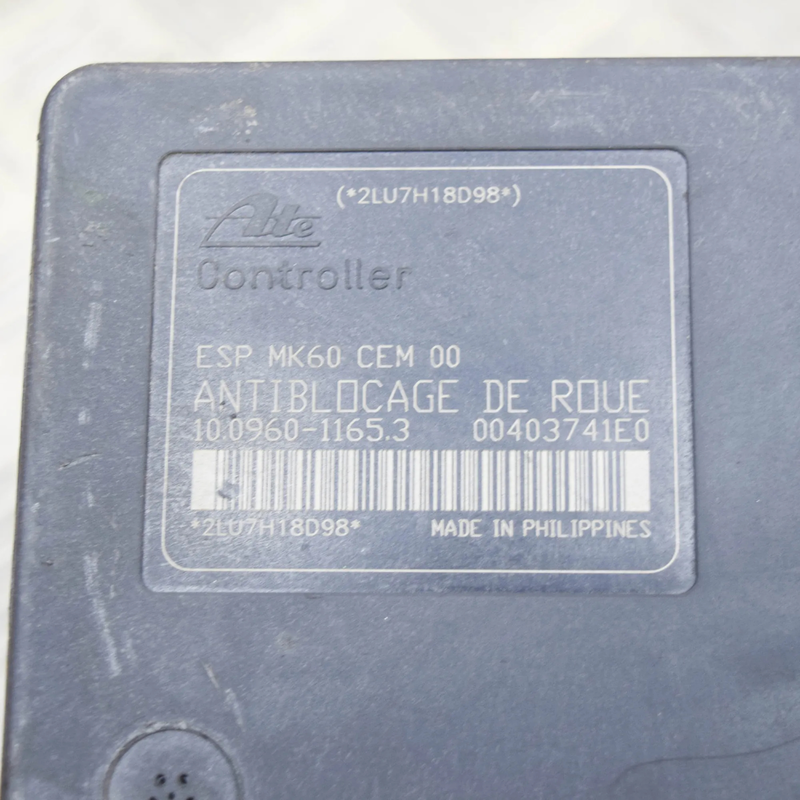 (*2LU7H18D98*)
Ate
Controller
ESP MK60 CEM 00
ANTIBLOCAGE DE ROUE
10.0960-1165.3 00403741E0
*2LU7H18D98* MADE IN PHILIPPINES